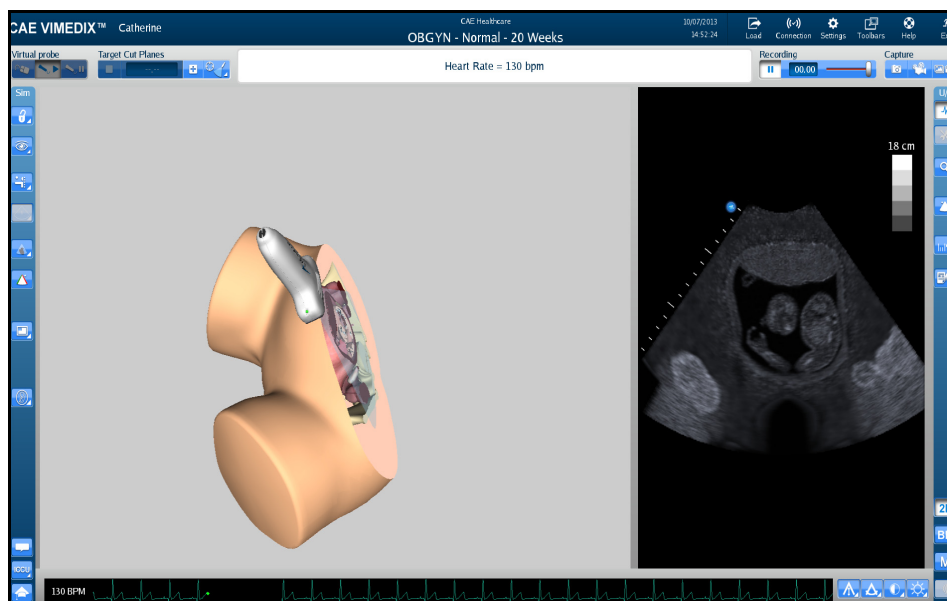 CAE VIMEDIX™ Catherine
CAE Healthcare
OBGYN - Normal - 20 Weeks
10/07/2013
14:52:24
Load Connection Settings Toolbars Help
Virtual probe
Target Cut Planes
Heart Rate = 130 bpm
Recording
00.00
Capture
Sim
18 cm
ICCU
130 BPM